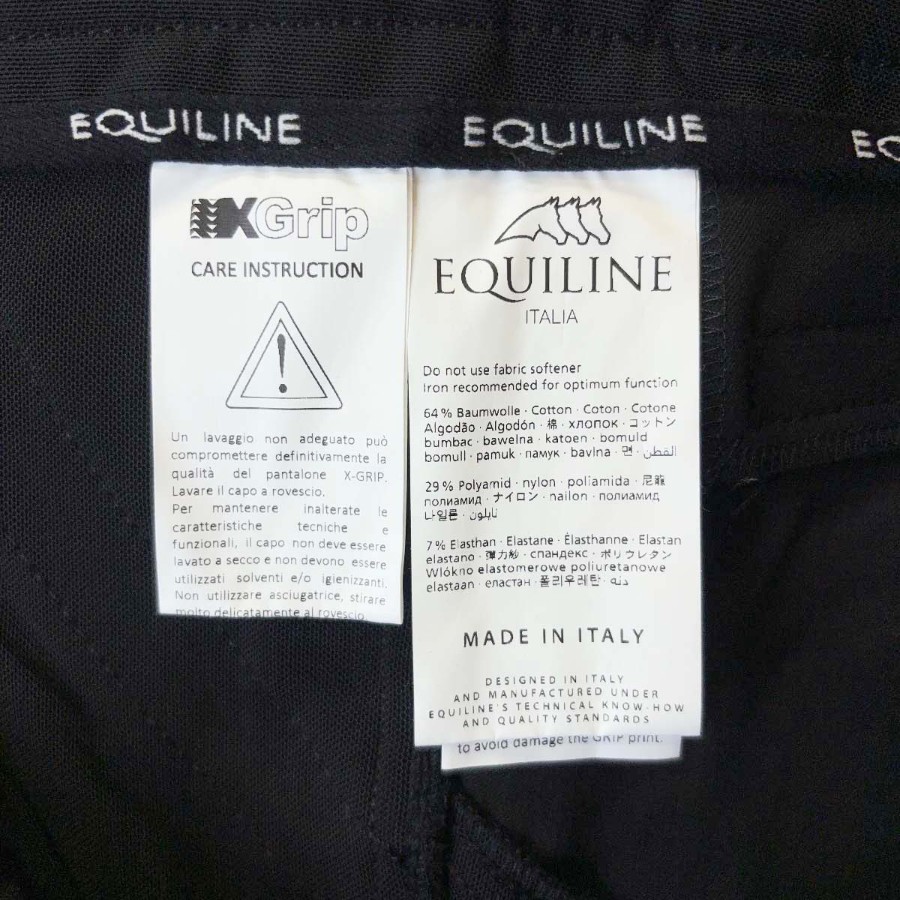 EQUILINE
EQUILINE
EQ
XGrip
CARE INSTRUCTION
!
Un lavaggio non adeguato può
compromettere definitivamente la
qualità del pantalone X-GRIP.
Lavare il capo a rovescio.
Per mantenere inalterate le
caratteristiche tecniche e
funzionali, il capo non deve essere
lavato a secco e non devono essere
utilizzati solventi e/o igienizzanti.
Non utilizzare asciugatrice, stirare
molto delicatamente al rovescio
EQUILINE
ITALIA
Do not use fabric softener
Iron recommended for optimum function
64 % Baumwolle · Cotton · Coton · Cotone
Algodão · Algodón · 棉 · хлопок · コットン
bumbac · bawełna · katoen · bomuld
bomull · pamuk · памук · bavlna · 면 · القطن
29 % Polyamid · nylon · poliamida · 尼龍
полиамид · ナイロン · nailon · полиамид
나일론 · نايلون
7 % Elasthan · Elastane · Élasthanne · Elastan
elastano · 弾力紗 · спандекс · ポリウレタン
Włókno elastomerowe poliuretanowe
elastaan · еластан · 폴리우레탄 ·
MADE IN ITALY
DESIGNED IN ITALY
AND MANUFACTURED UNDER
EQUILINE'S TECHNICAL KNOW-HOW
AND QUALITY STANDARDS
to avoid damage the GRIP print.